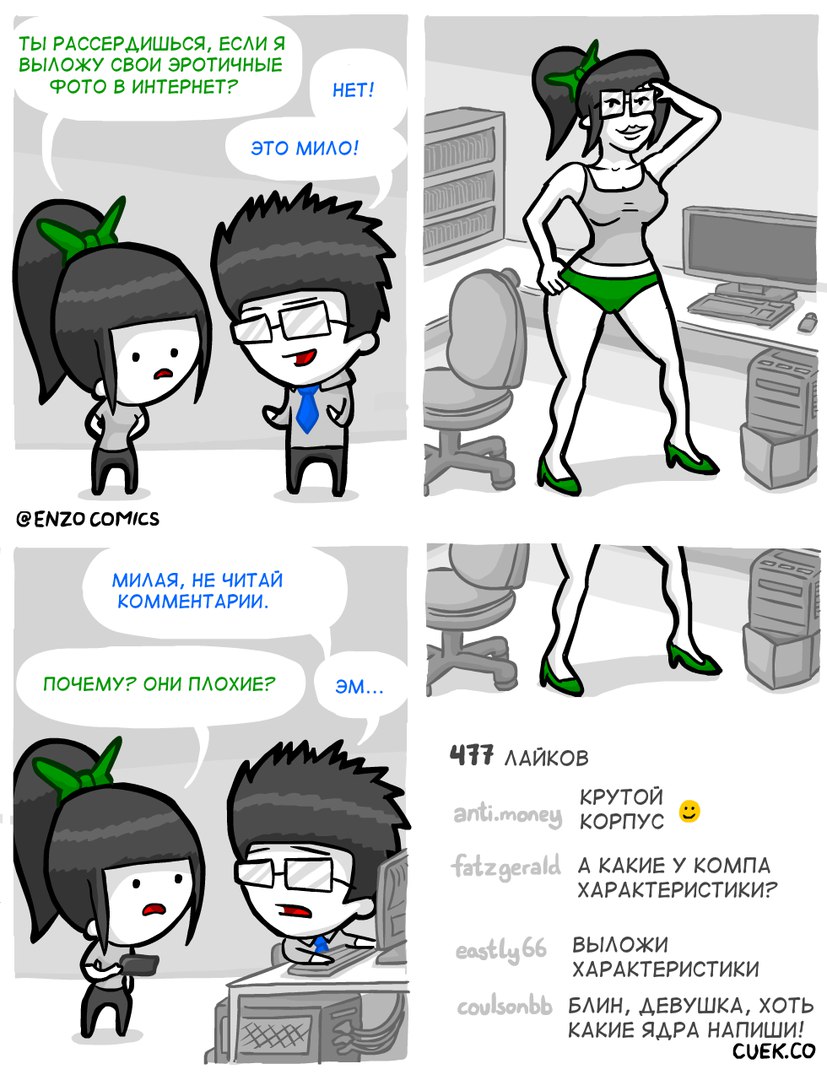 ТЫ РАССЕРДИШЬСЯ, ЕСЛИ Я
ВЫЛОЖУ СВОИ ЭРОТИЧНЫЕ
ФОТО В ИНТЕРНЕТ?
НЕТ!
ЭТО МИЛО!
@ENZO COMICS
МИЛАЯ, НЕ ЧИТАЙ
КОММЕНТАРИИ.
ПОЧЕМУ? ОНИ ПЛОХИЕ?
ЭМ...
477 ЛАЙКОВ
anti.money КРУТОЙ
КОРПУС
fatzgerald А КАКИЕ У КОМПА
ХАРАКТЕРИСТИКИ?
eastly66 ВЫЛОЖИ
ХАРАКТЕРИСТИКИ
coulsonbb БЛИН, ДЕВУШКА, ХОТЬ
КАКИЕ ЯДРА НАПИШИ!
CUEK.CO